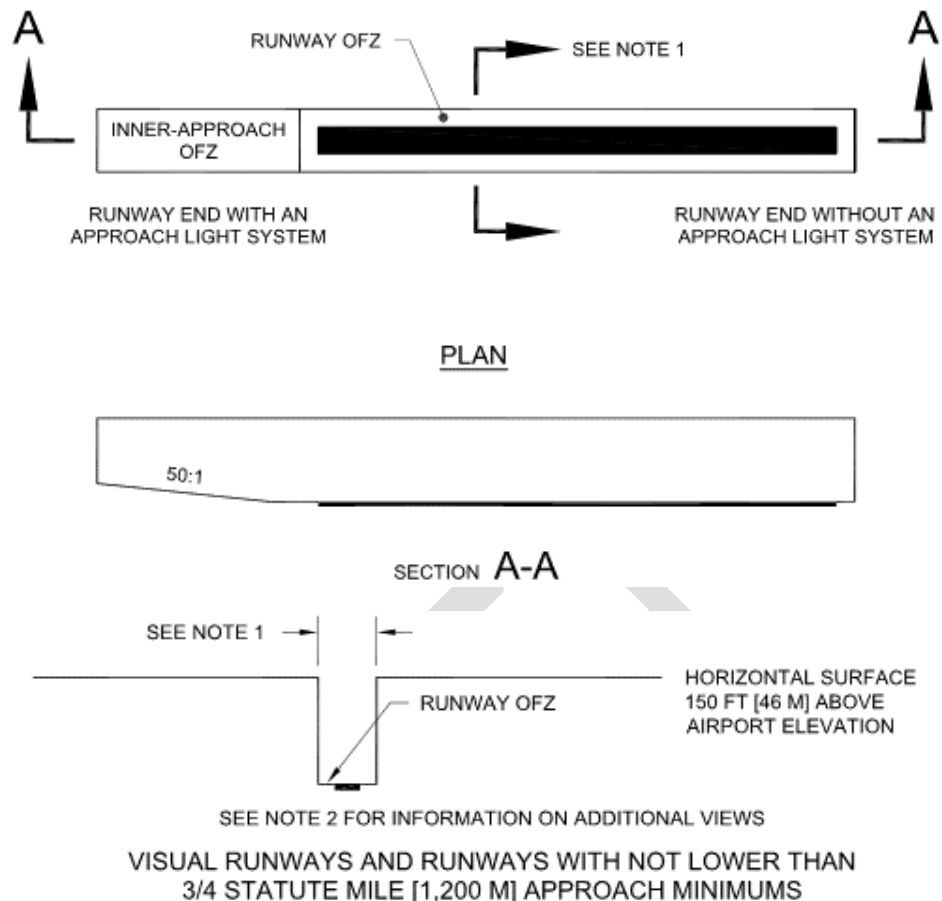 A
A
RUNWAY OFZ
SEE NOTE 1
INNER-APPROACH
OFZ
RUNWAY END WITH AN
APPROACH LIGHT SYSTEM
RUNWAY END WITHOUT AN
APPROACH LIGHT SYSTEM
PLAN
50:1
SECTION A-A
SEE NOTE 1
RUNWAY OFZ
HORIZONTAL SURFACE
150 FT [46 M] ABOVE
AIRPORT ELEVATION
SEE NOTE 2 FOR INFORMATION ON ADDITIONAL VIEWS
VISUAL RUNWAYS AND RUNWAYS WITH NOT LOWER THAN
3/4 STATUTE MILE [1,200 M] APPROACH MINIMUMS